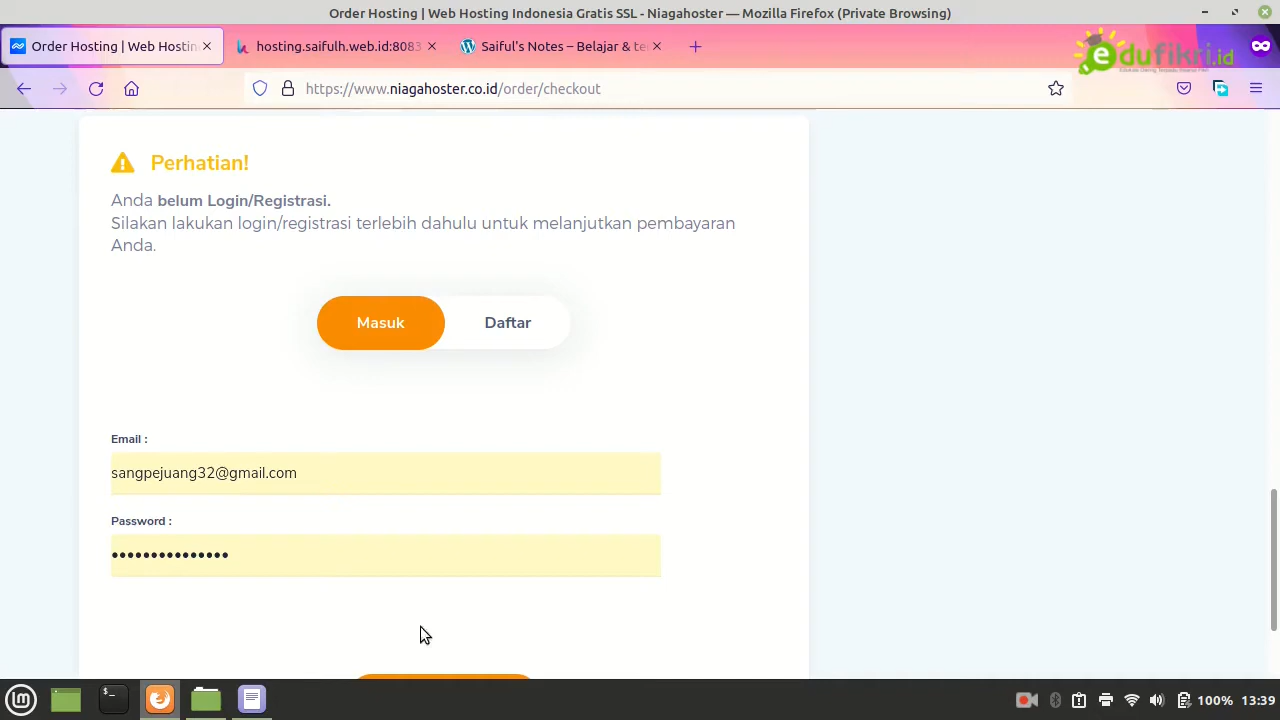 Order Hosting | Web Hosting Indonesia Gratis SSL - Niagahoster — Mozilla Firefox (Private Browsing)
Order Hosting | Web Hostin
hosting.saifulh.web.id:8083
Saiful's Notes – Belajar & te
edufikri.id
https://www.niagahoster.co.id/order/checkout
Perhatian!
Anda belum Login/Registrasi.
Silakan lakukan login/registrasi terlebih dahulu untuk melanjutkan pembayaran
Anda.
Masuk
Daftar
Email :
sangpejuang32@gmail.com
Password :
100%
13:39